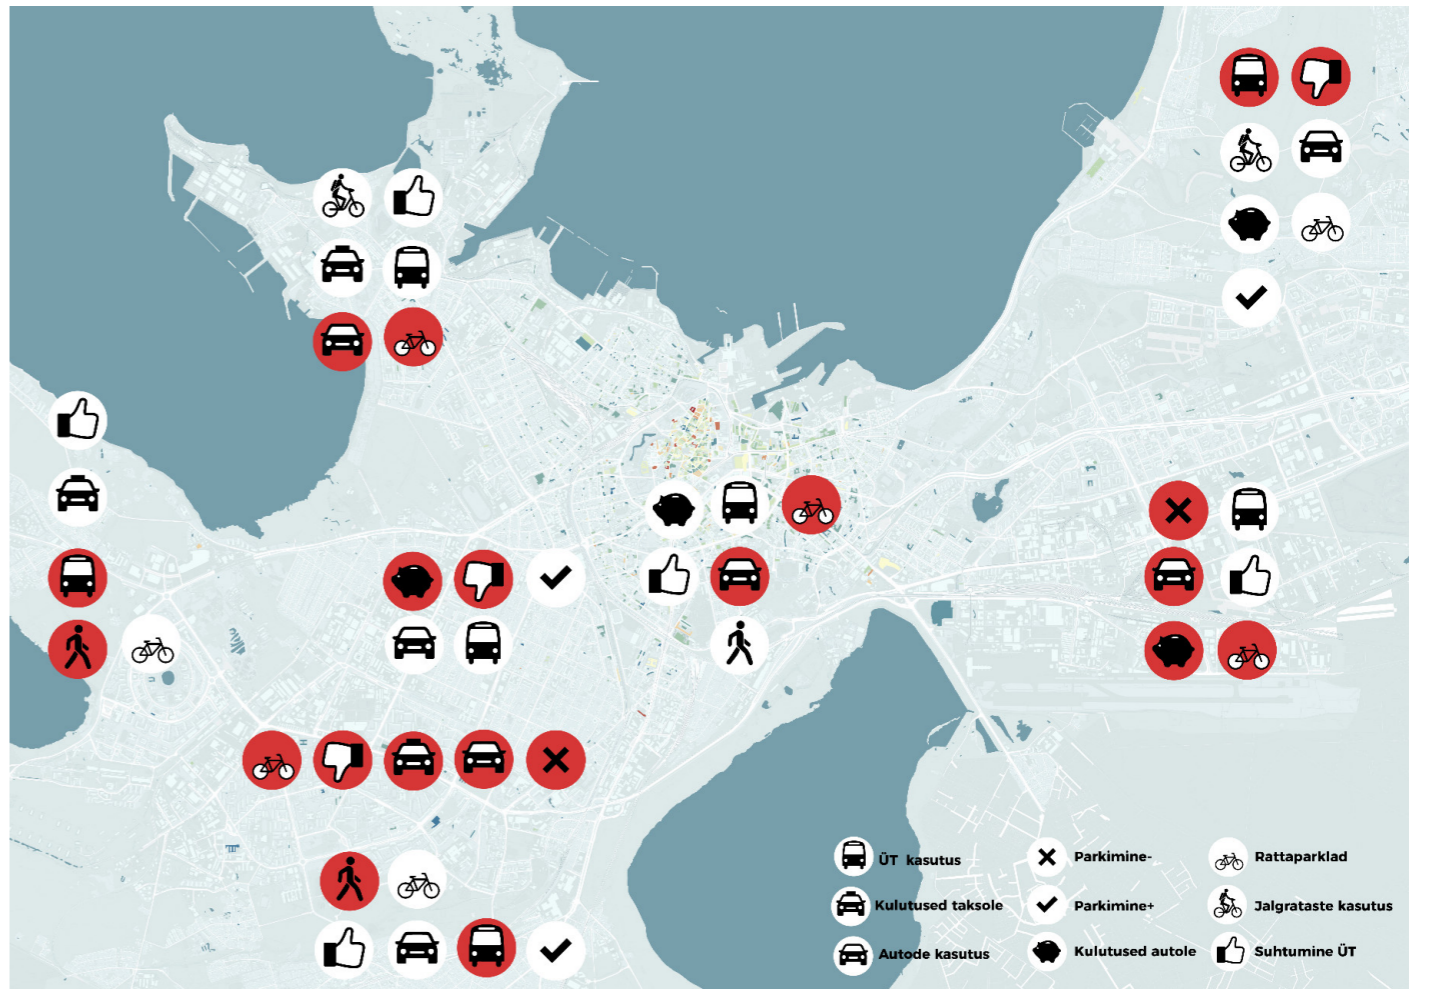 ÜT kasutus
Kulutused taksole
Autode kasutus
Parkimine-
Parkimine+
Kulutused autole
Rattaparklad
Jalgrataste kasutus
Suhtumine ÜT